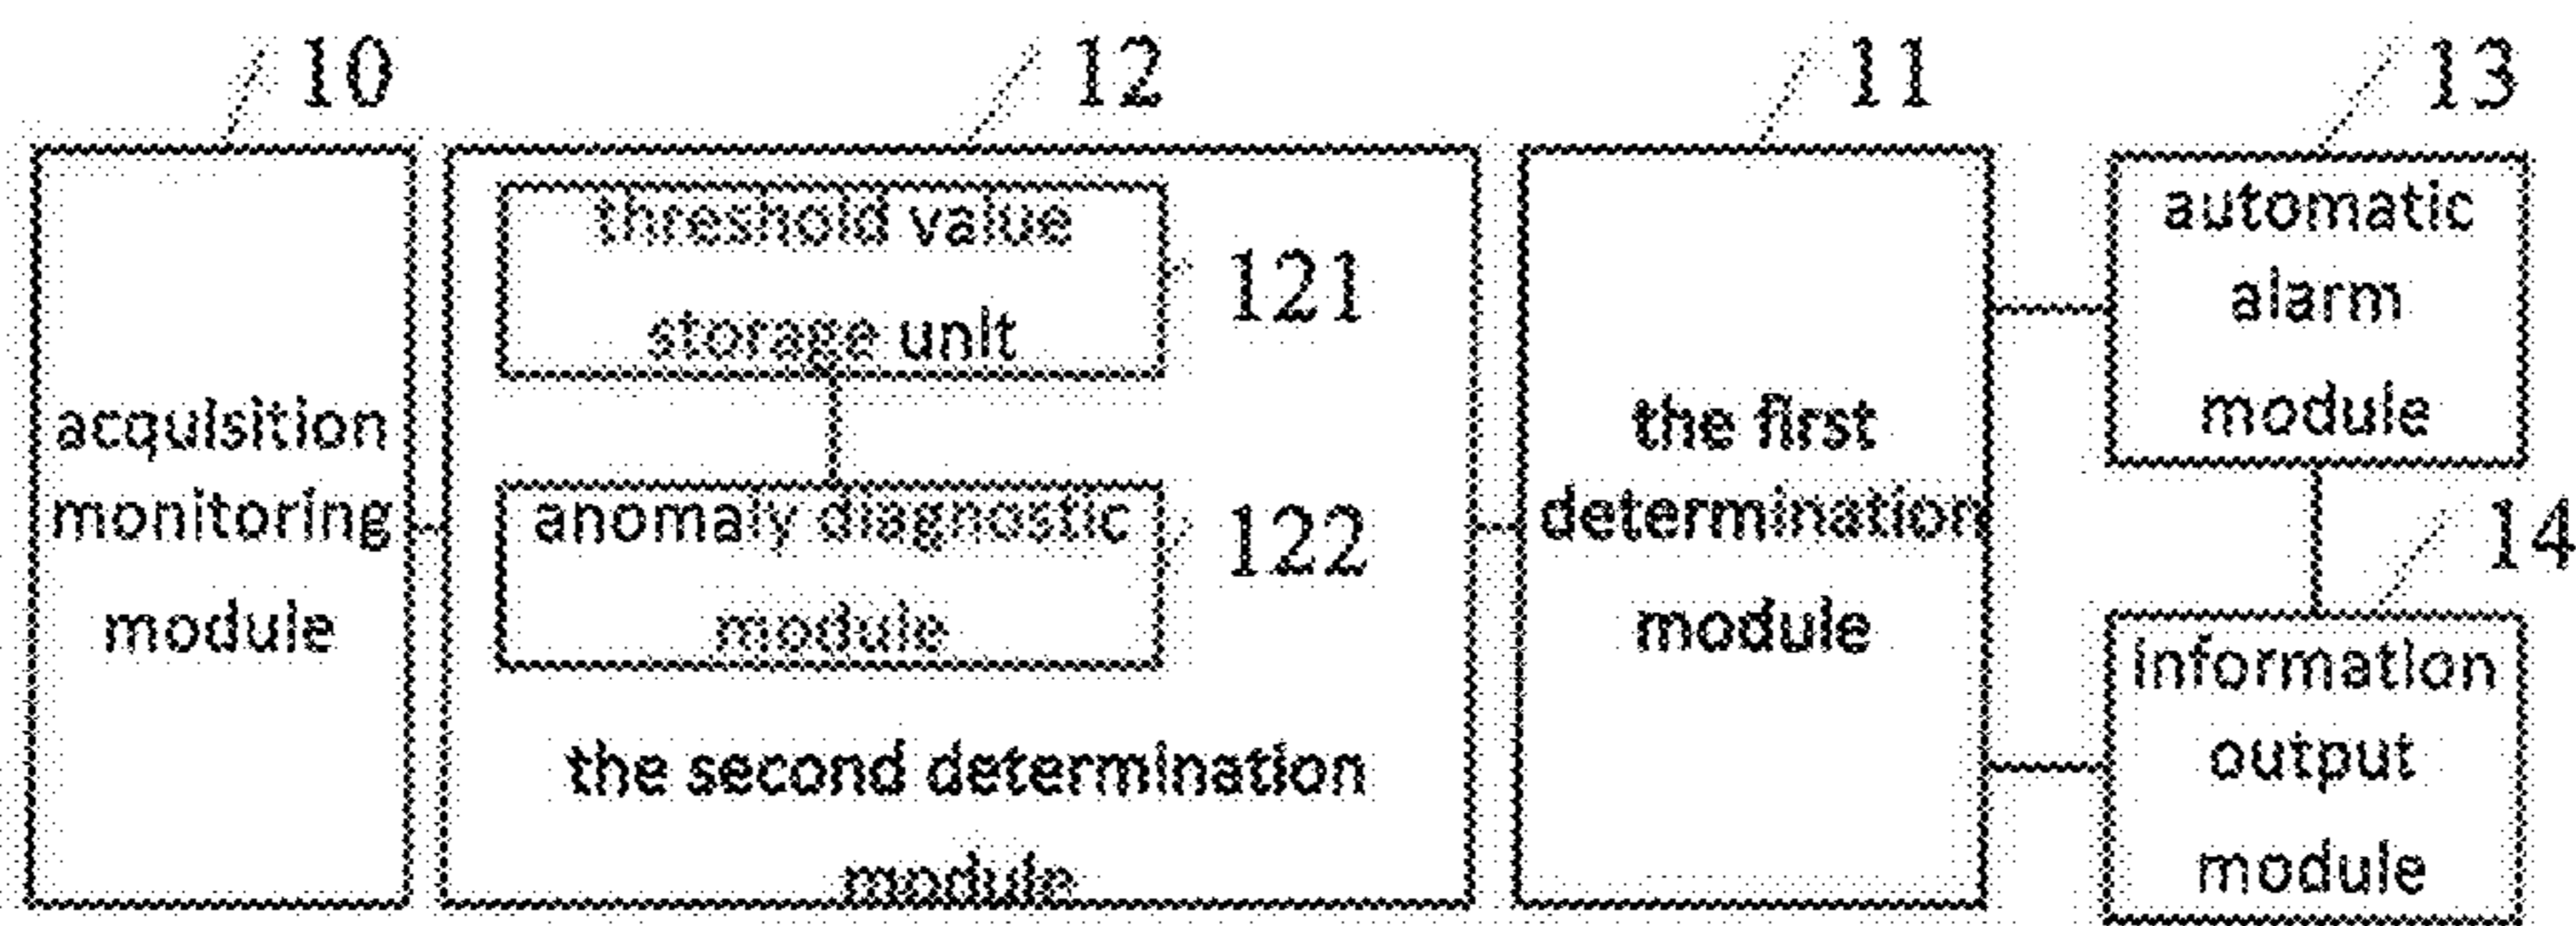 10
12
11
13
acquisition
monitoring
module
threshold value
storage unit
121
anomaly diagnostic
module
122
the second determination
module
the first
determination
module
automatic
alarm
module
14
information
output
module